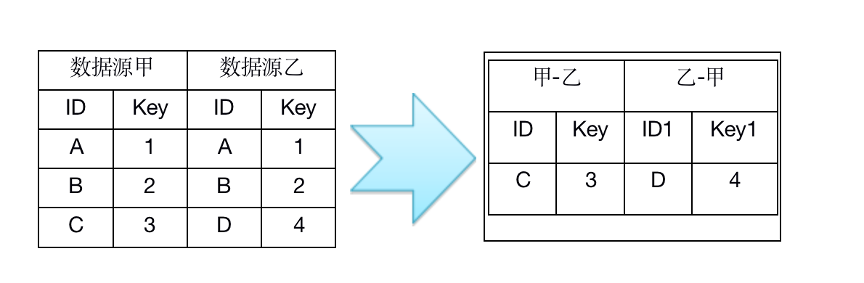 数据源甲 数据源乙
ID Key ID Key
A 1 A 1
B 2 B 2
C 3 D 4
甲-乙 乙-甲
ID Key ID1 Key1
C 3 D 4